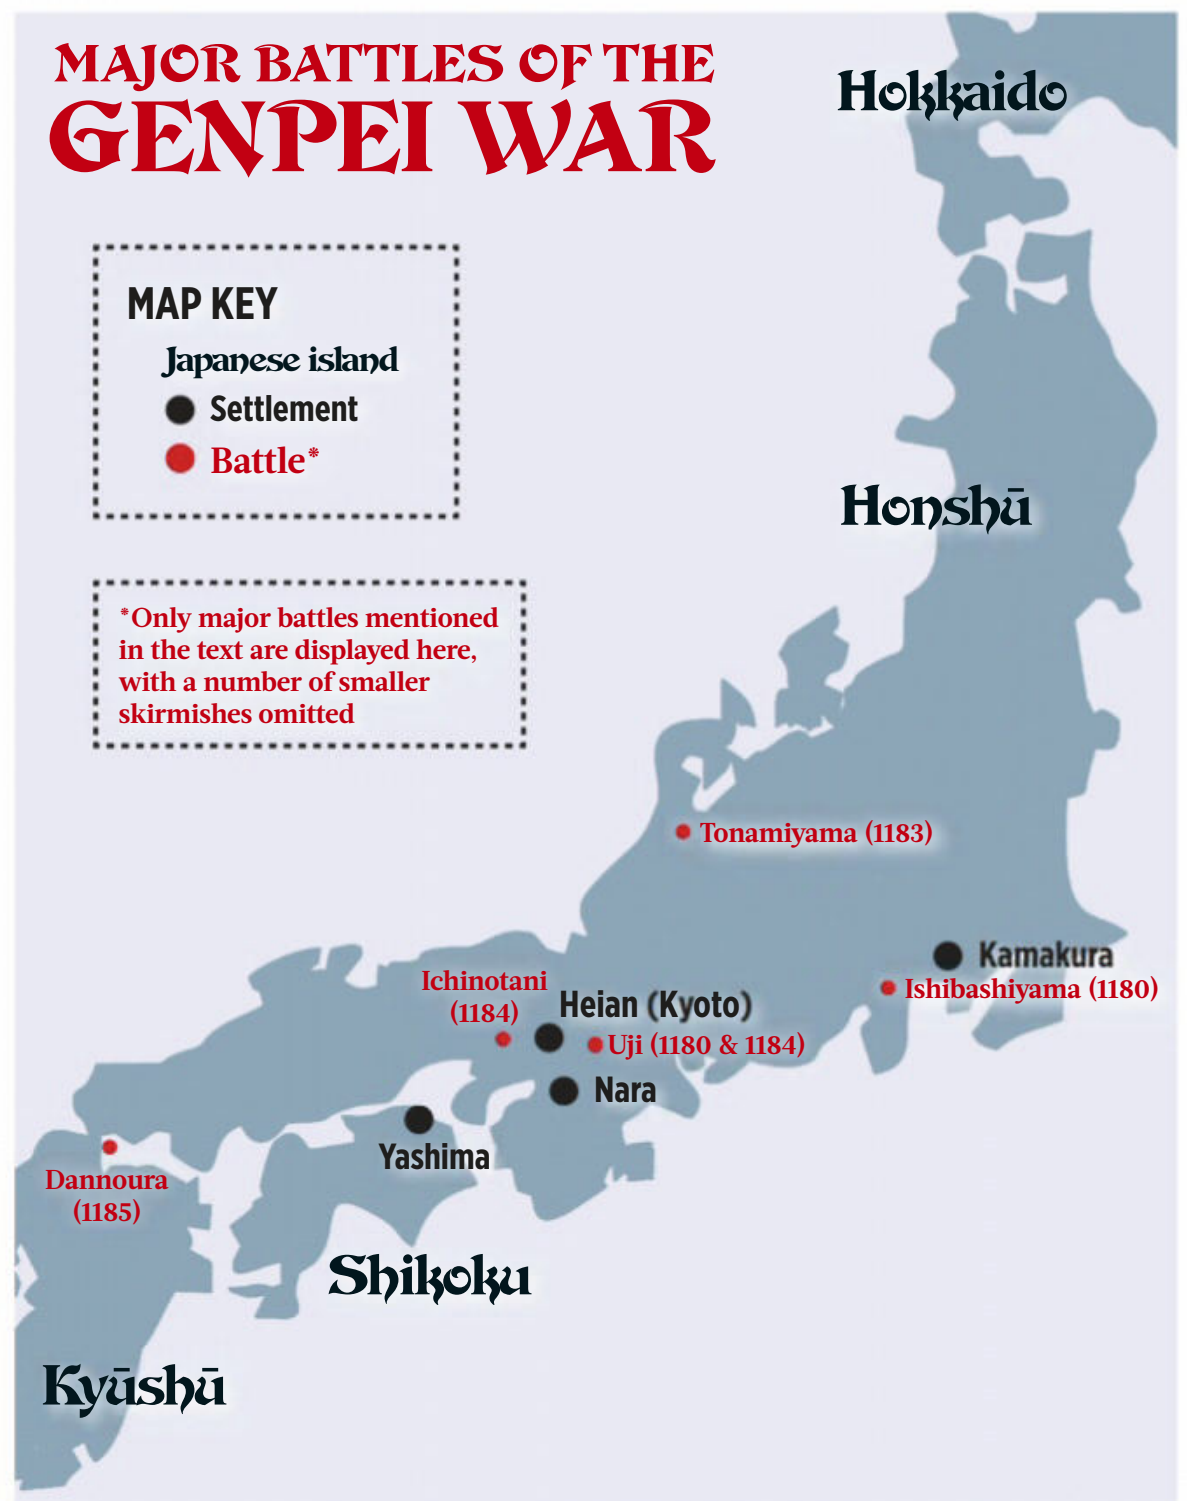 MAJOR BATTLES OF THE
GENPEI WAR
Hokkaido
MAP KEY
Japanese island
Settlement
Battle*
Honshū
*Only major battles mentioned
in the text are displayed here,
with a number of smaller
skirmishes omitted
Tonamiyama (1183)
Kamakura
Ishibashiyama (1180)
Ichinotani
(1184)
Heian (Kyoto)
Uji (1180 & 1184)
Nara
Yashima
Dannoura
(1185)
Shikoku
Kyūshū